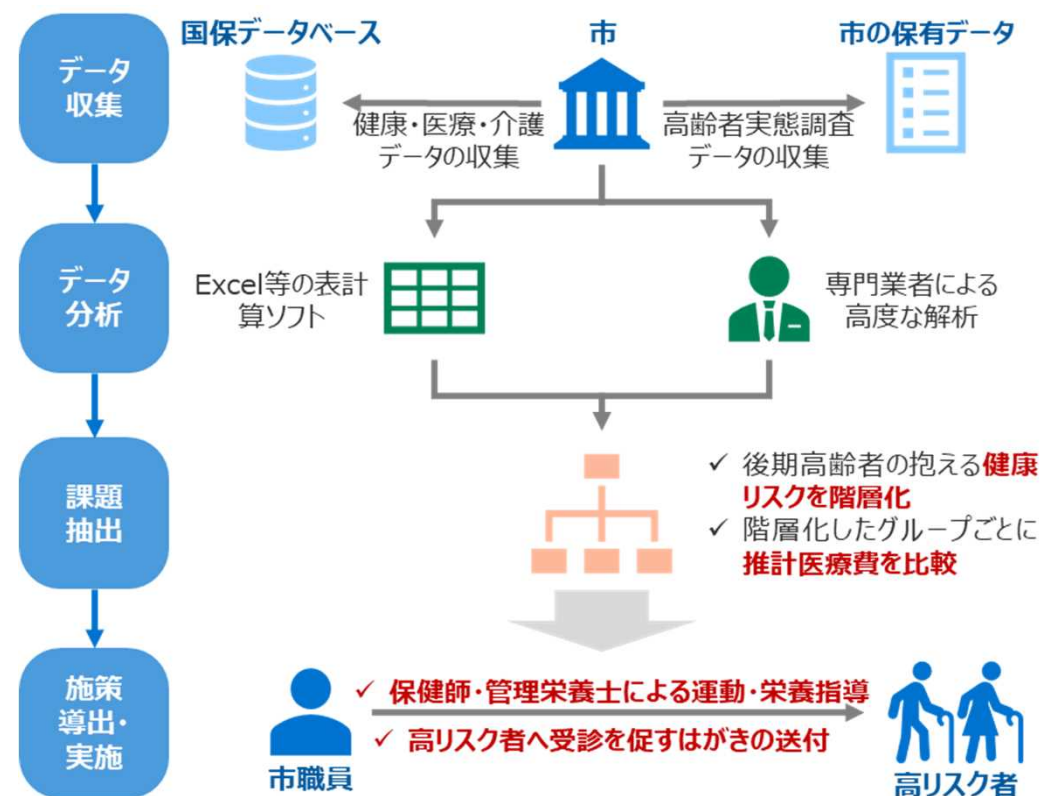 データ
収集
国保データベース
市
市の保有データ
健康・医療・介護
データの収集
高齢者実態調査
データの収集
データ
分析
Excel等の表計
算ソフト
専門業者による
高度な解析
課題
抽出
✓ 後期高齢者の抱える健康
リスクを階層化
✓ 階層化したグループごとに
推計医療費を比較
施策
導出・
実施
✓ 保健師・管理栄養士による運動・栄養指導
✓ 高リスク者へ受診を促すはがきの送付
市職員
高リスク者